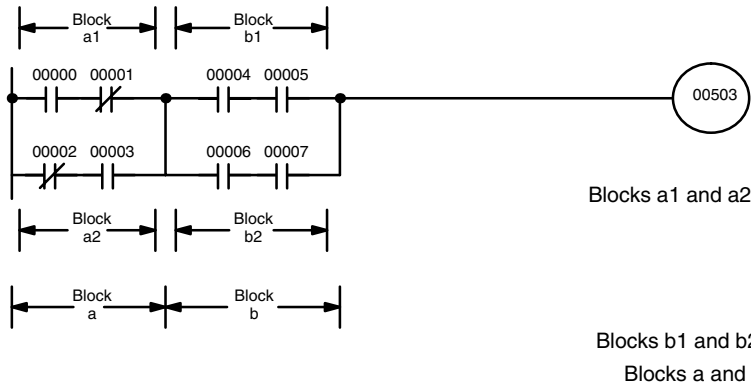 Block
a1
Block
b1
00000 00001 00004 00005
00503
00002 00003 00006 00007
Blocks a1 and a2
Block
a2
Block
b2
Block
a
Block
b
Blocks b1 and b2
Blocks a and